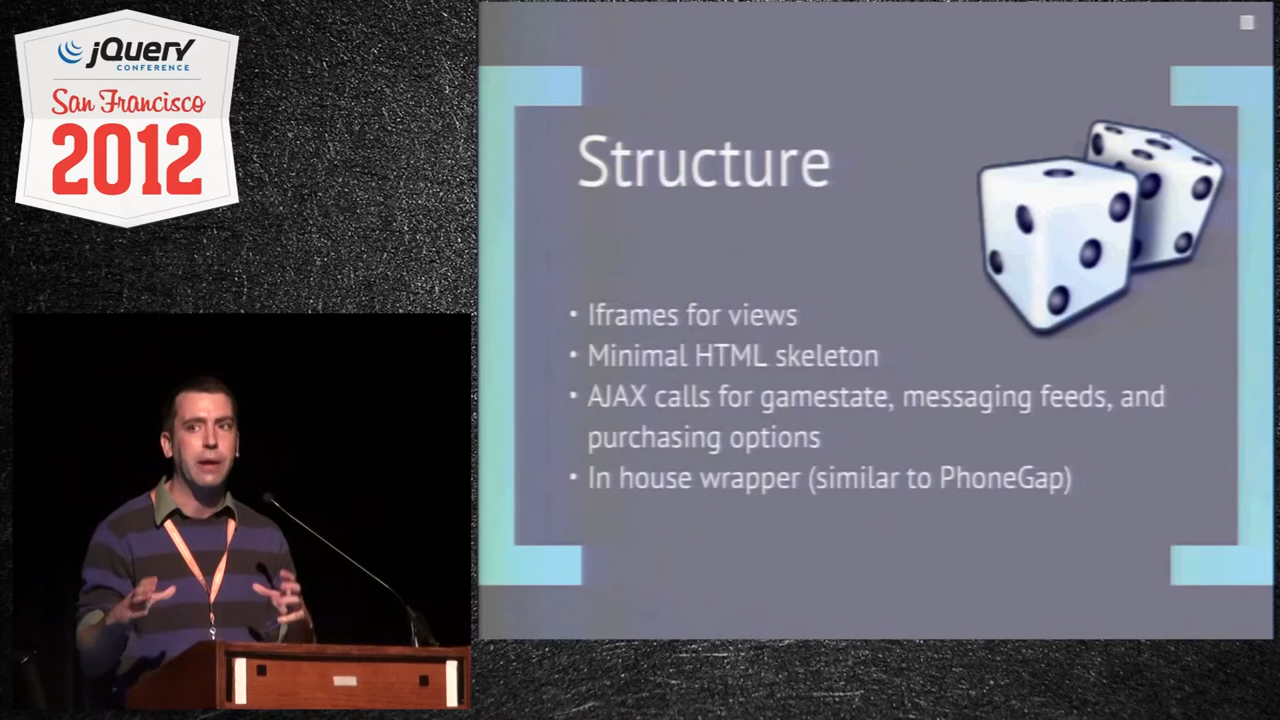 jQuery
CONFERENCE
San Francisco
2012
Structure
• Iframes for views
• Minimal HTML skeleton
• AJAX calls for gamestate, messaging feeds, and
purchasing options
• In house wrapper (similar to PhoneGap)